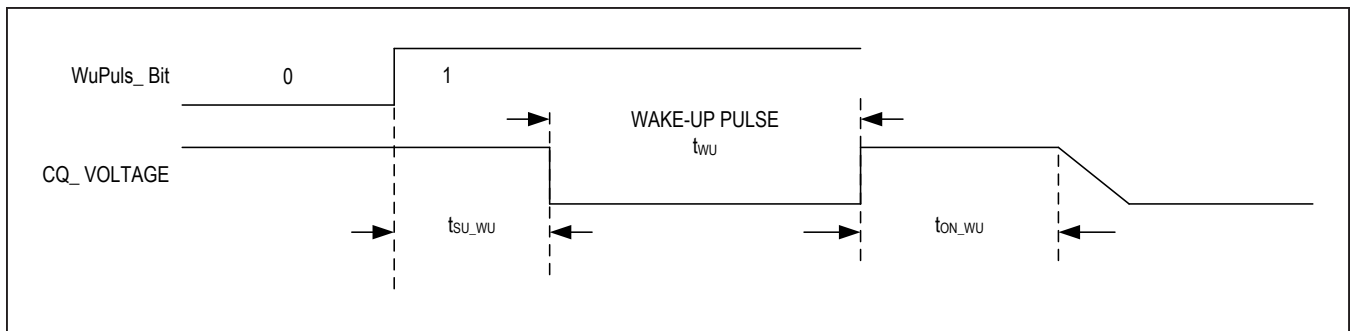 WuPuls_ Bit
0
1
WAKE-UP PULSE
tWU
CQ_ VOLTAGE
tSU_WU
tON_WU